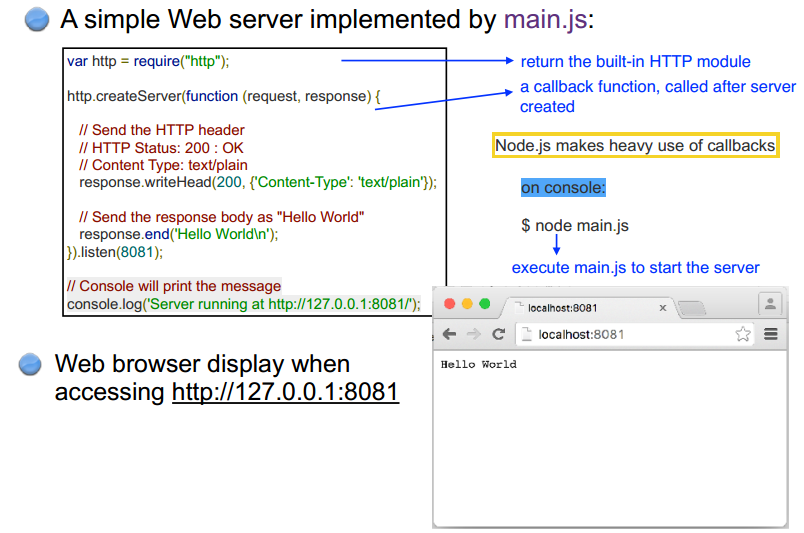 A simple Web server implemented by main.js:
var http = require("http");
return the built-in HTTP module
http.createServer(function (request, response) {
a callback function, called after server
created
// Send the HTTP header
// HTTP Status: 200 : OK
// Content Type: text/plain
response.writeHead(200, {'Content-Type': 'text/plain'});
// Send the response body as "Hello World"
response.end('Hello World\n');
}).listen(8081);
// Console will print the message
console.log('Server running at http://127.0.0.1:8081/');
Node.js makes heavy use of callbacks
on console:
$ node main.js
execute main.js to start the server
localhost:8081
localhost:8081
Hello World
Web browser display when
accessing http://127.0.0.1:8081